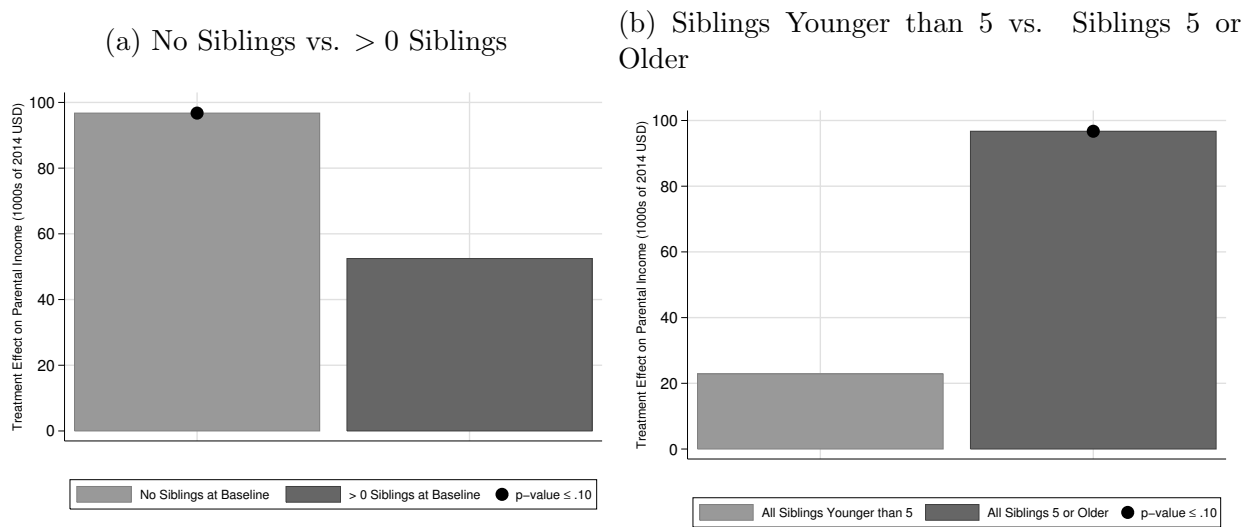 (a) No Siblings vs. > 0 Siblings
Treatment Effect on Parental Income (1000s of 2014 USD)
100
80
60
40
20
0
No Siblings at Baseline
> 0 Siblings at Baseline
p-value ≤ .10
(b) Siblings Younger than 5 vs. Siblings 5 or
Older
Treatment Effect on Parental Income (1000s of 2014 USD)
100
80
60
40
20
0
All Siblings Younger than 5
All Siblings 5 or Older
p-value ≤ .10